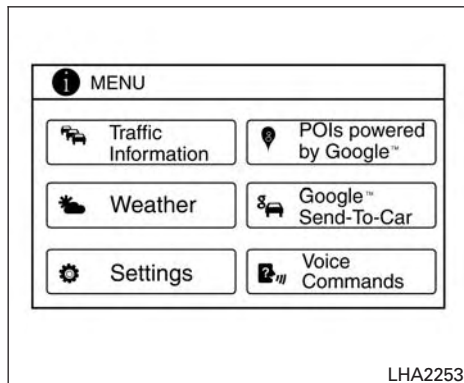 i MENU
Traffic
Information
POIs powered
by Google™
Weather
Google™
Send-To-Car
Settings
Voice
Commands
LHA2253